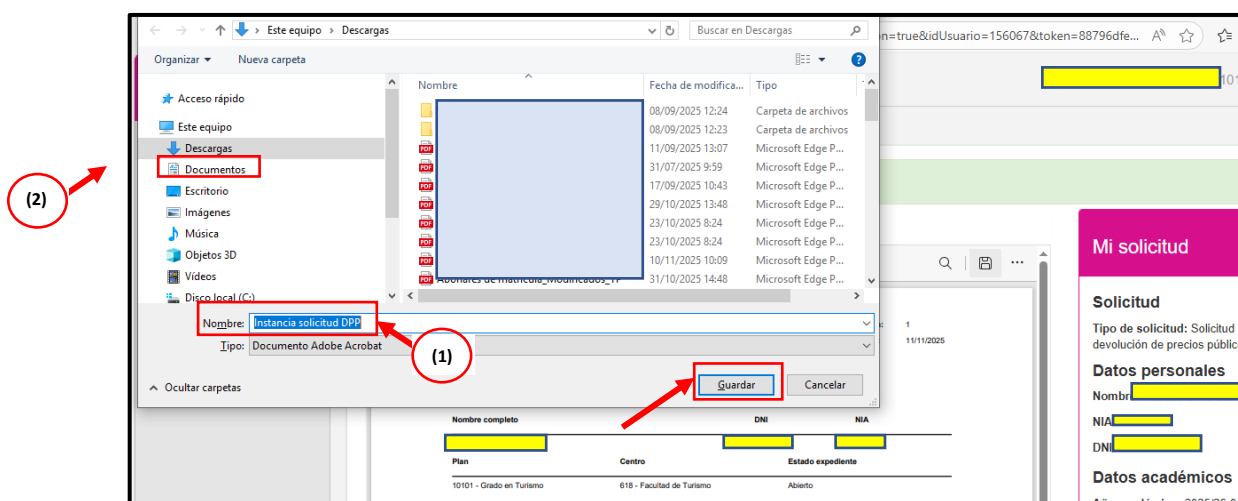 Este equipo > Descargas
Buscar en Descargas
n=true&idUsuario=156067&token=88796dfe...
Organizar
Nueva carpeta
Nombre
Fecha de modifica...
Tipo
Acceso rápido
Este equipo
Descargas
Documentos
Escritorio
Imágenes
Música
Objetos 3D
Vídeos
Disco local (C:)
08/09/2025 12:24 Carpeta de archivos
08/09/2025 12:23 Carpeta de archivos
11/09/2025 13:07 Microsoft Edge P...
31/07/2025 9:59 Microsoft Edge P...
17/09/2025 10:43 Microsoft Edge P...
29/10/2025 13:48 Microsoft Edge P...
23/10/2025 8:24 Microsoft Edge P...
23/10/2025 8:24 Microsoft Edge P...
10/11/2025 10:09 Microsoft Edge P...
31/10/2025 14:48 Microsoft Edge P...
(2)
Nombre: Instancia solicitud DPP
Tipo: Documento Adobe Acrobat
(1)
Ocultar carpetas
Guardar
Cancelar
1
11/11/2025
Nombre completo DNI NIA
Plan Centro Estado expediente
10101 - Grado en Turismo 618 - Facultad de Turismo Abierto
Mi solicitud
Solicitud
Tipo de solicitud: Solicitud
devolución de precios públic
Datos personales
Nombr
NIA
DNI
Datos académicos